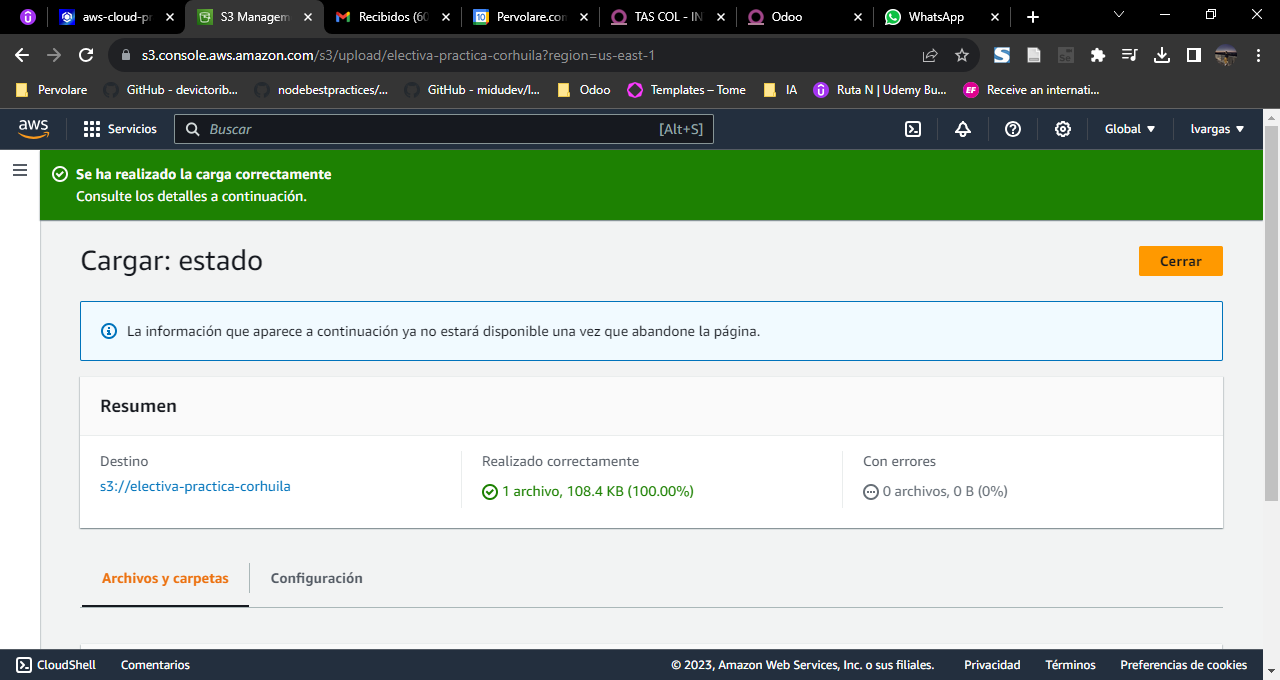 aws-cloud-pr
S3 Managem
Recibidos (60
Pervolare.com
TAS COL - IN
Odoo
WhatsApp
s3.console.aws.amazon.com/s3/upload/electiva-practica-corhuila?region=us-east-1
Pervolare
GitHub - devictorib...
nodebestpractices/...
GitHub - midudev/l...
Odoo
Templates – Tome
IA
Ruta N | Udemy Bu...
EF
Receive an internati...
aws
Servicios
Buscar
[Alt+S]
Global
lvargas
Se ha realizado la carga correctamente
Consulte los detalles a continuación.
Cargar: estado
Cerrar
La información que aparece a continuación ya no estará disponible una vez que abandone la página.
Resumen
Destino
s3://electiva-practica-corhuila
Realizado correctamente
1 archivo, 108.4 KB (100.00%)
Con errores
0 archivos, 0 B (0%)
Archivos y carpetas
Configuración
CloudShell
Comentarios
© 2023, Amazon Web Services, Inc. o sus filiales.
Privacidad
Términos
Preferencias de cookies